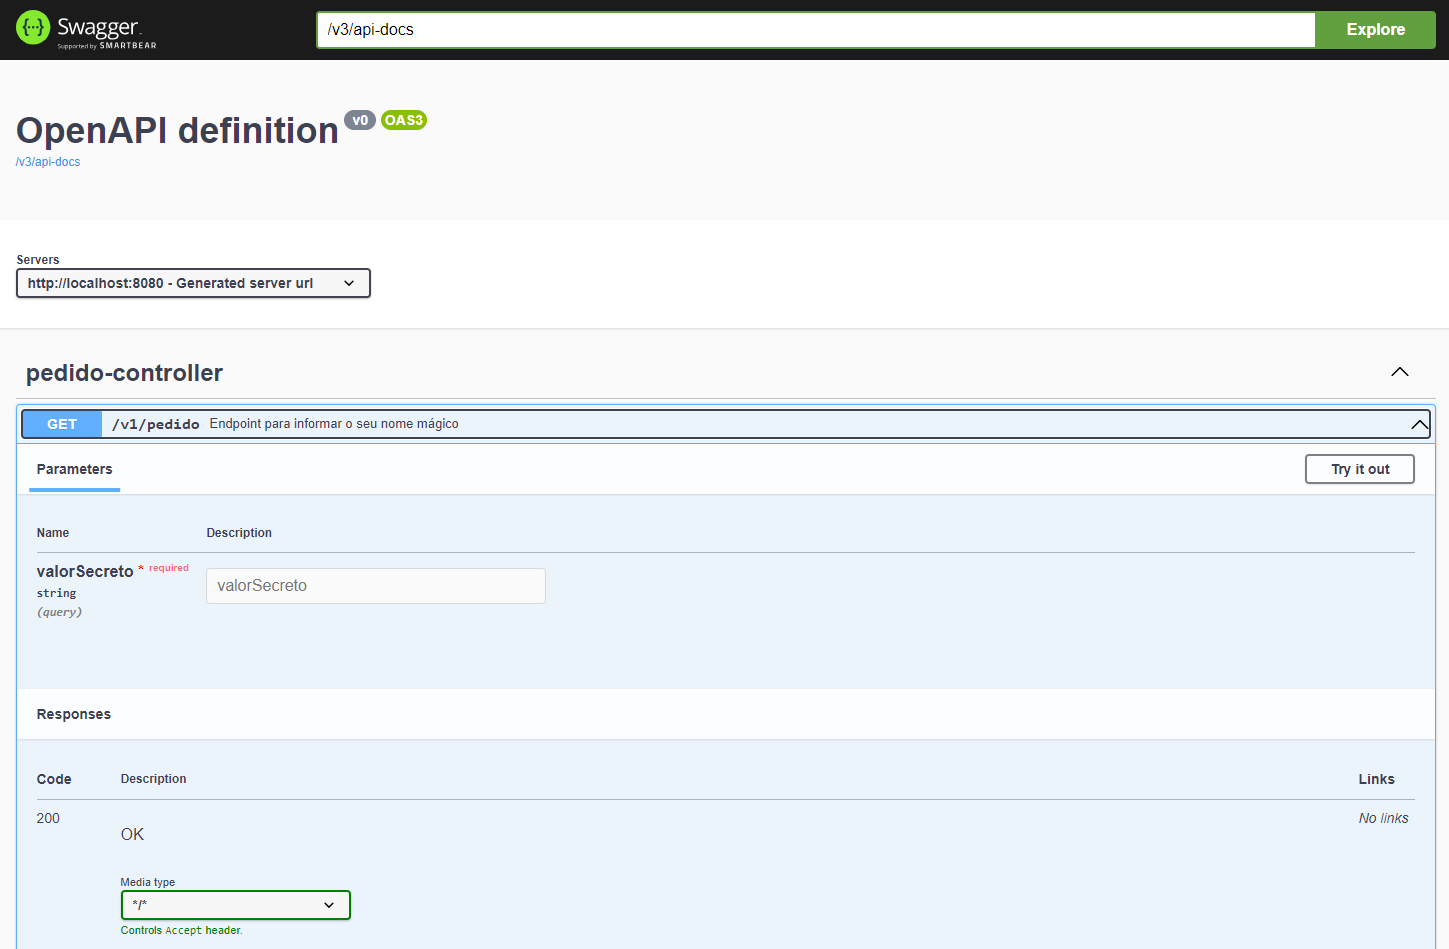 Swagger.
Supported by SMARTBEAR
/v3/api-docs
Explore
OpenAPI definition v0 OAS3
/v3/api-docs
Servers
http://localhost:8080 - Generated server url
pedido-controller
GET /v1/pedido Endpoint para informar o seu nome mágico
Parameters
Try it out
Name Description
valorSecreto * required
string
(query)
valorSecreto
Responses
Code Description Links
200 OK No links
Media type
*/*
Controls Accept header.